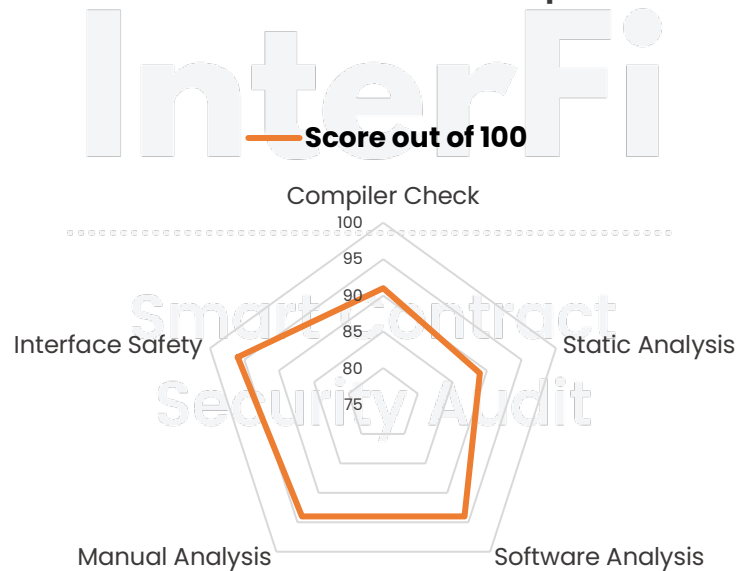 InterFi
Score out of 100
Compiler Check
100
95
Smart Contract
90
85
Interface Safety
Static Analysis
80
Security Audit
75
Manual Analysis
Software Analysis